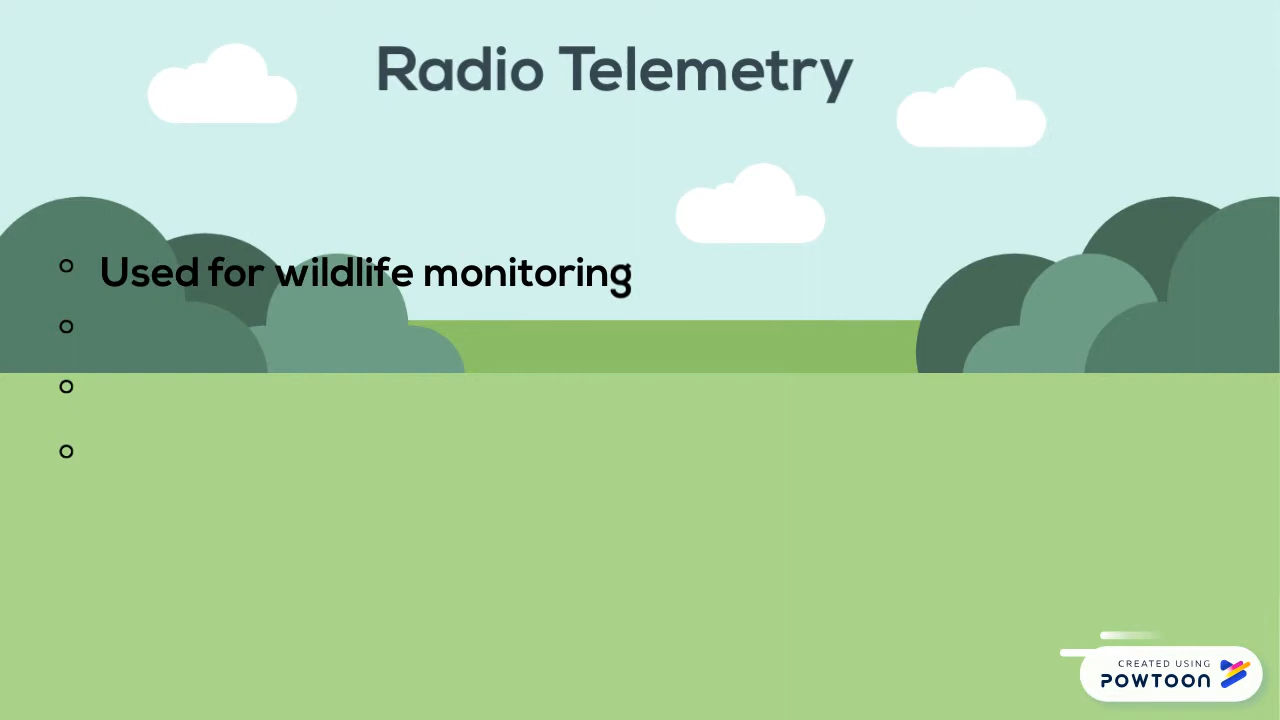 Radio Telemetry
Used for wildlife monitoring
CREATED USING
POWTOON